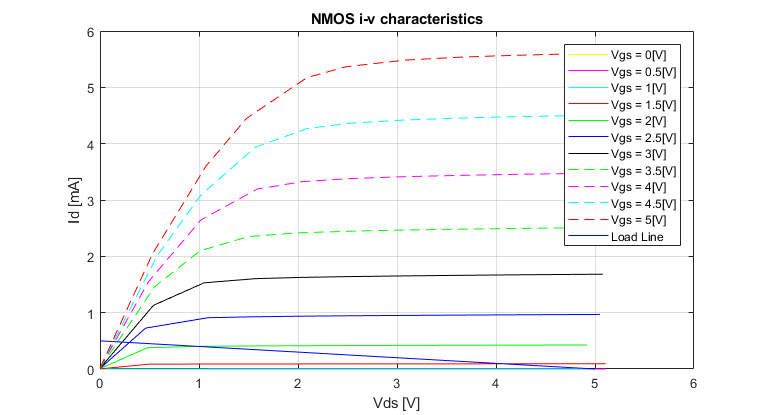 NMOS i-v characteristics
6
5
4
3
2
1
0
Id [mA]
Vgs = 0[V]
Vgs = 0.5[V]
Vgs = 1[V]
Vgs = 1.5[V]
Vgs = 2[V]
Vgs = 2.5[V]
Vgs = 3[V]
Vgs = 3.5[V]
Vgs = 4[V]
Vgs = 4.5[V]
Vgs = 5[V]
Load Line
0 1 2 3 4 5 6
Vds [V]